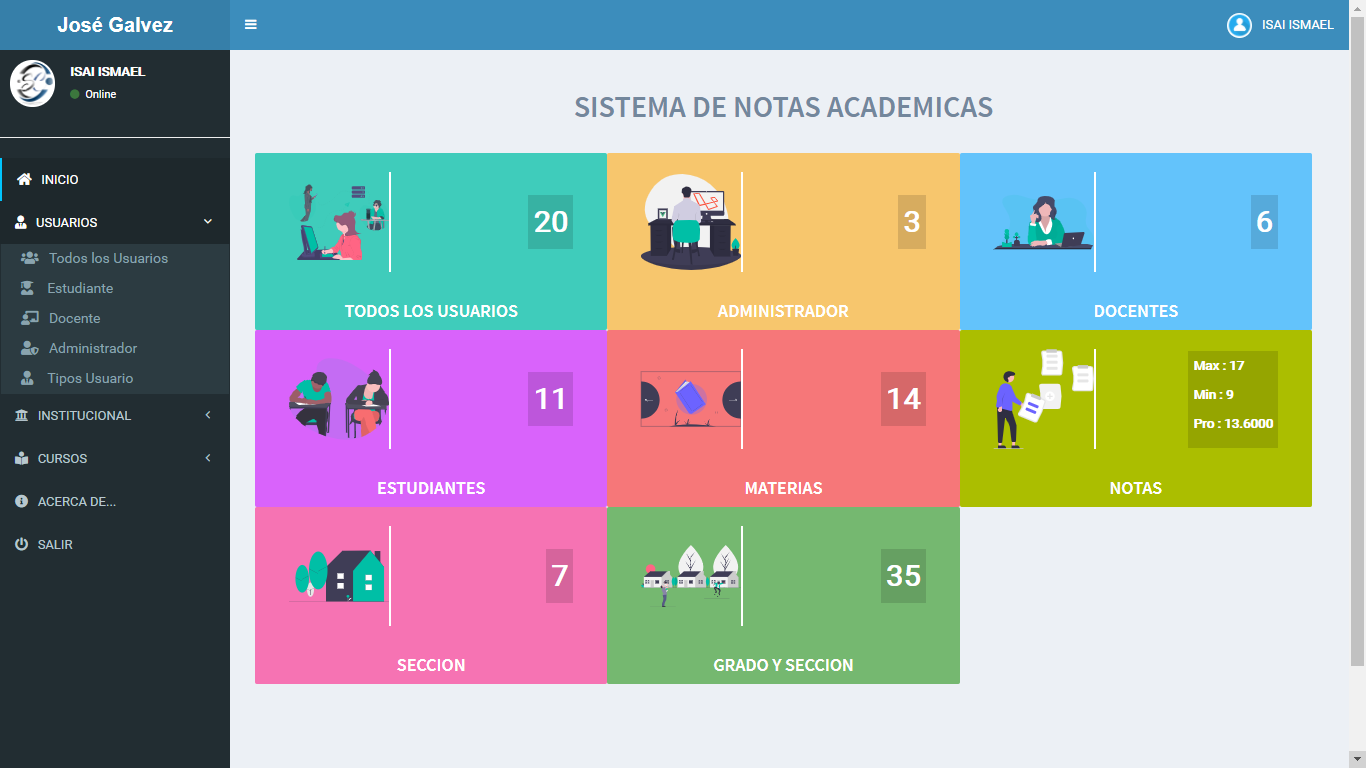 José Galvez
ISAI ISMAEL
ISAI ISMAEL
Online
INICIO
USUARIOS
Todos los Usuarios
Estudiante
Docente
Administrador
Tipos Usuario
INSTITUCIONAL
CURSOS
ACERCA DE...
SALIR
SISTEMA DE NOTAS ACADEMICAS
20
TODOS LOS USUARIOS
3
ADMINISTRADOR
6
DOCENTES
11
ESTUDIANTES
14
MATERIAS
Max : 17
Min : 9
Pro : 13.6000
NOTAS
7
SECCION
35
GRADO Y SECCION